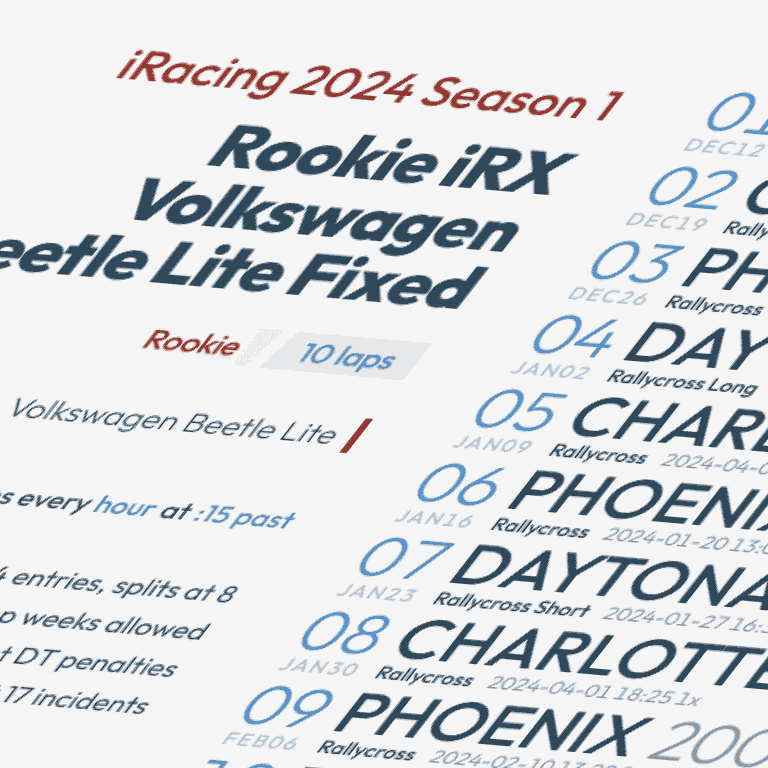 iRacing 2024 Season 1
Rookie iRX
Volkswagen
eetle Lite Fixed
Rookie 10 laps
Volkswagen Beetle Lite
s every hour at :15 past
4 entries, splits at 8
p weeks allowed
t DT penalties
17 incidents
01
DEC12
02
DEC19 Rally
03 PH
DEC26 Rallycross
04 DAY
JAN02 Rallycross Long
05 CHARL
JAN09 Rallycross 2024-04-0
06 PHOENIX
JAN16 Rallycross 2024-01-20 13:0
07 DAYTONA
JAN23 Rallycross Short 2024-01-27 16:
08 CHARLOTTE
JAN30 Rallycross 2024-04-01 18:25 1x
09 PHOENIX 200
FEB06 Rallycross 2024-02-10 13: